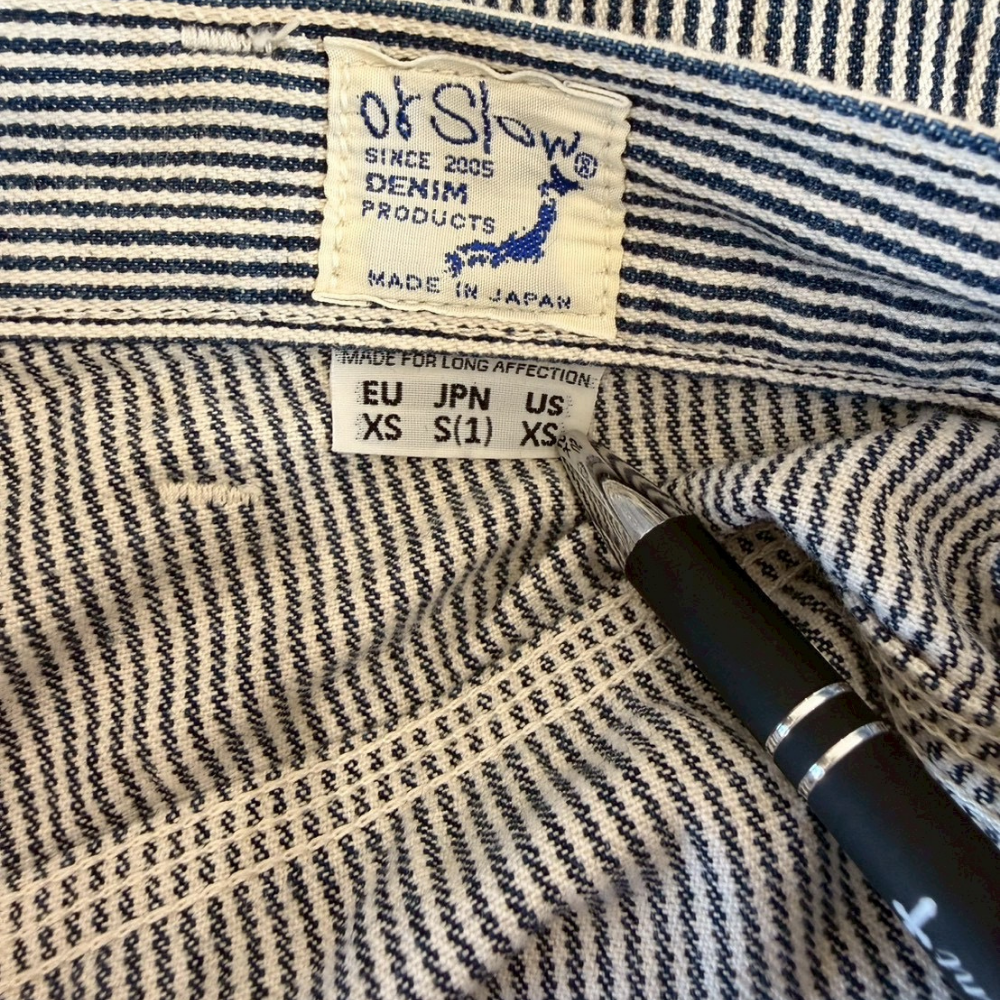 orSlow®
SINCE 2005
DENIM
PRODUCTS
MADE IN JAPAN
MADE FOR LONG AFFECTION
EU JPN US
XS S(1) XS